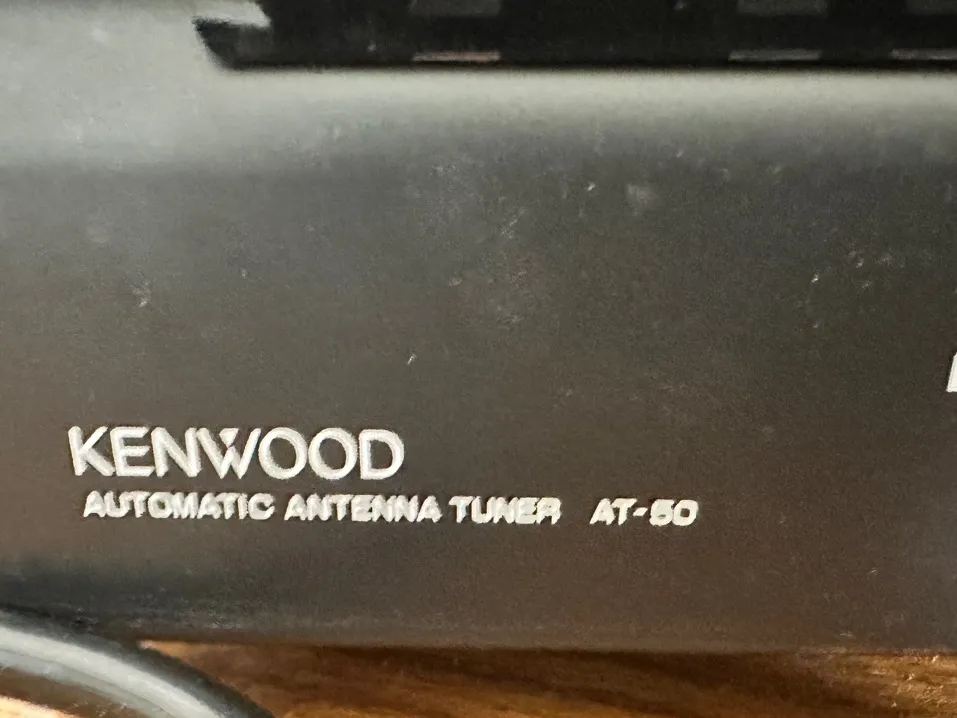 KENWOOD
AUTOMATIC ANTENNA TUNER AT-50